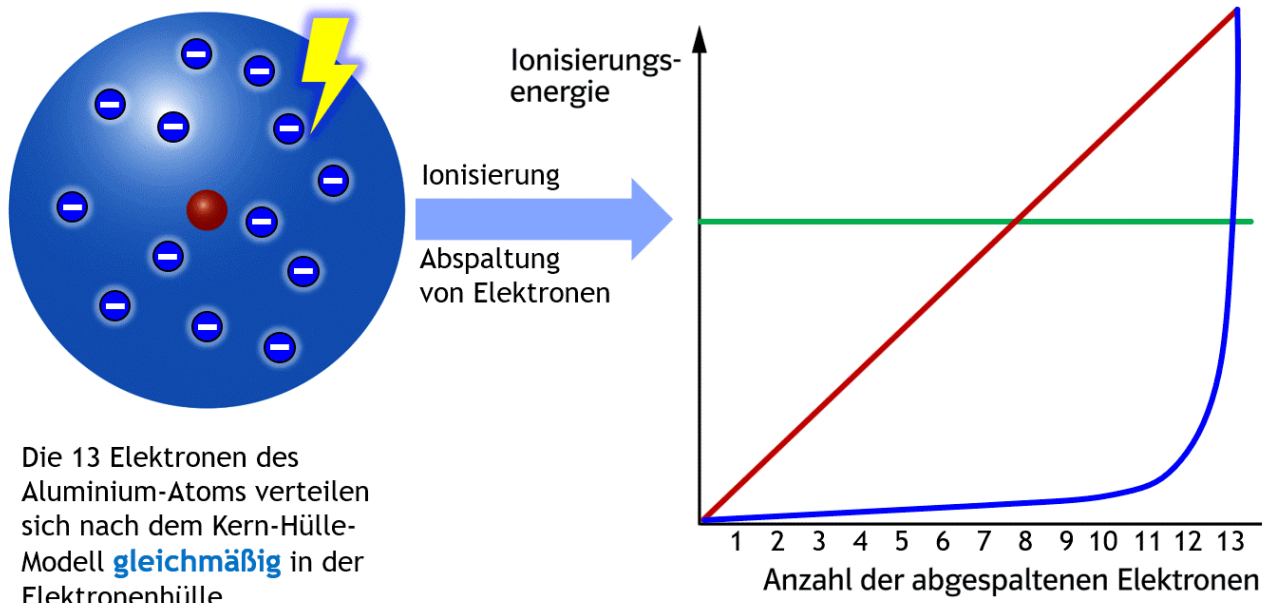 Ionisierungs-
energie
Ionisierung
Abspaltung
von Elektronen
Die 13 Elektronen des
Aluminium-Atoms verteilen
sich nach dem Kern-Hülle-
Modell gleichmäßig in der
Elektronenhülle
1 2 3 4 5 6 7 8 9 10 11 12 13
Anzahl der abgespaltenen Elektronen